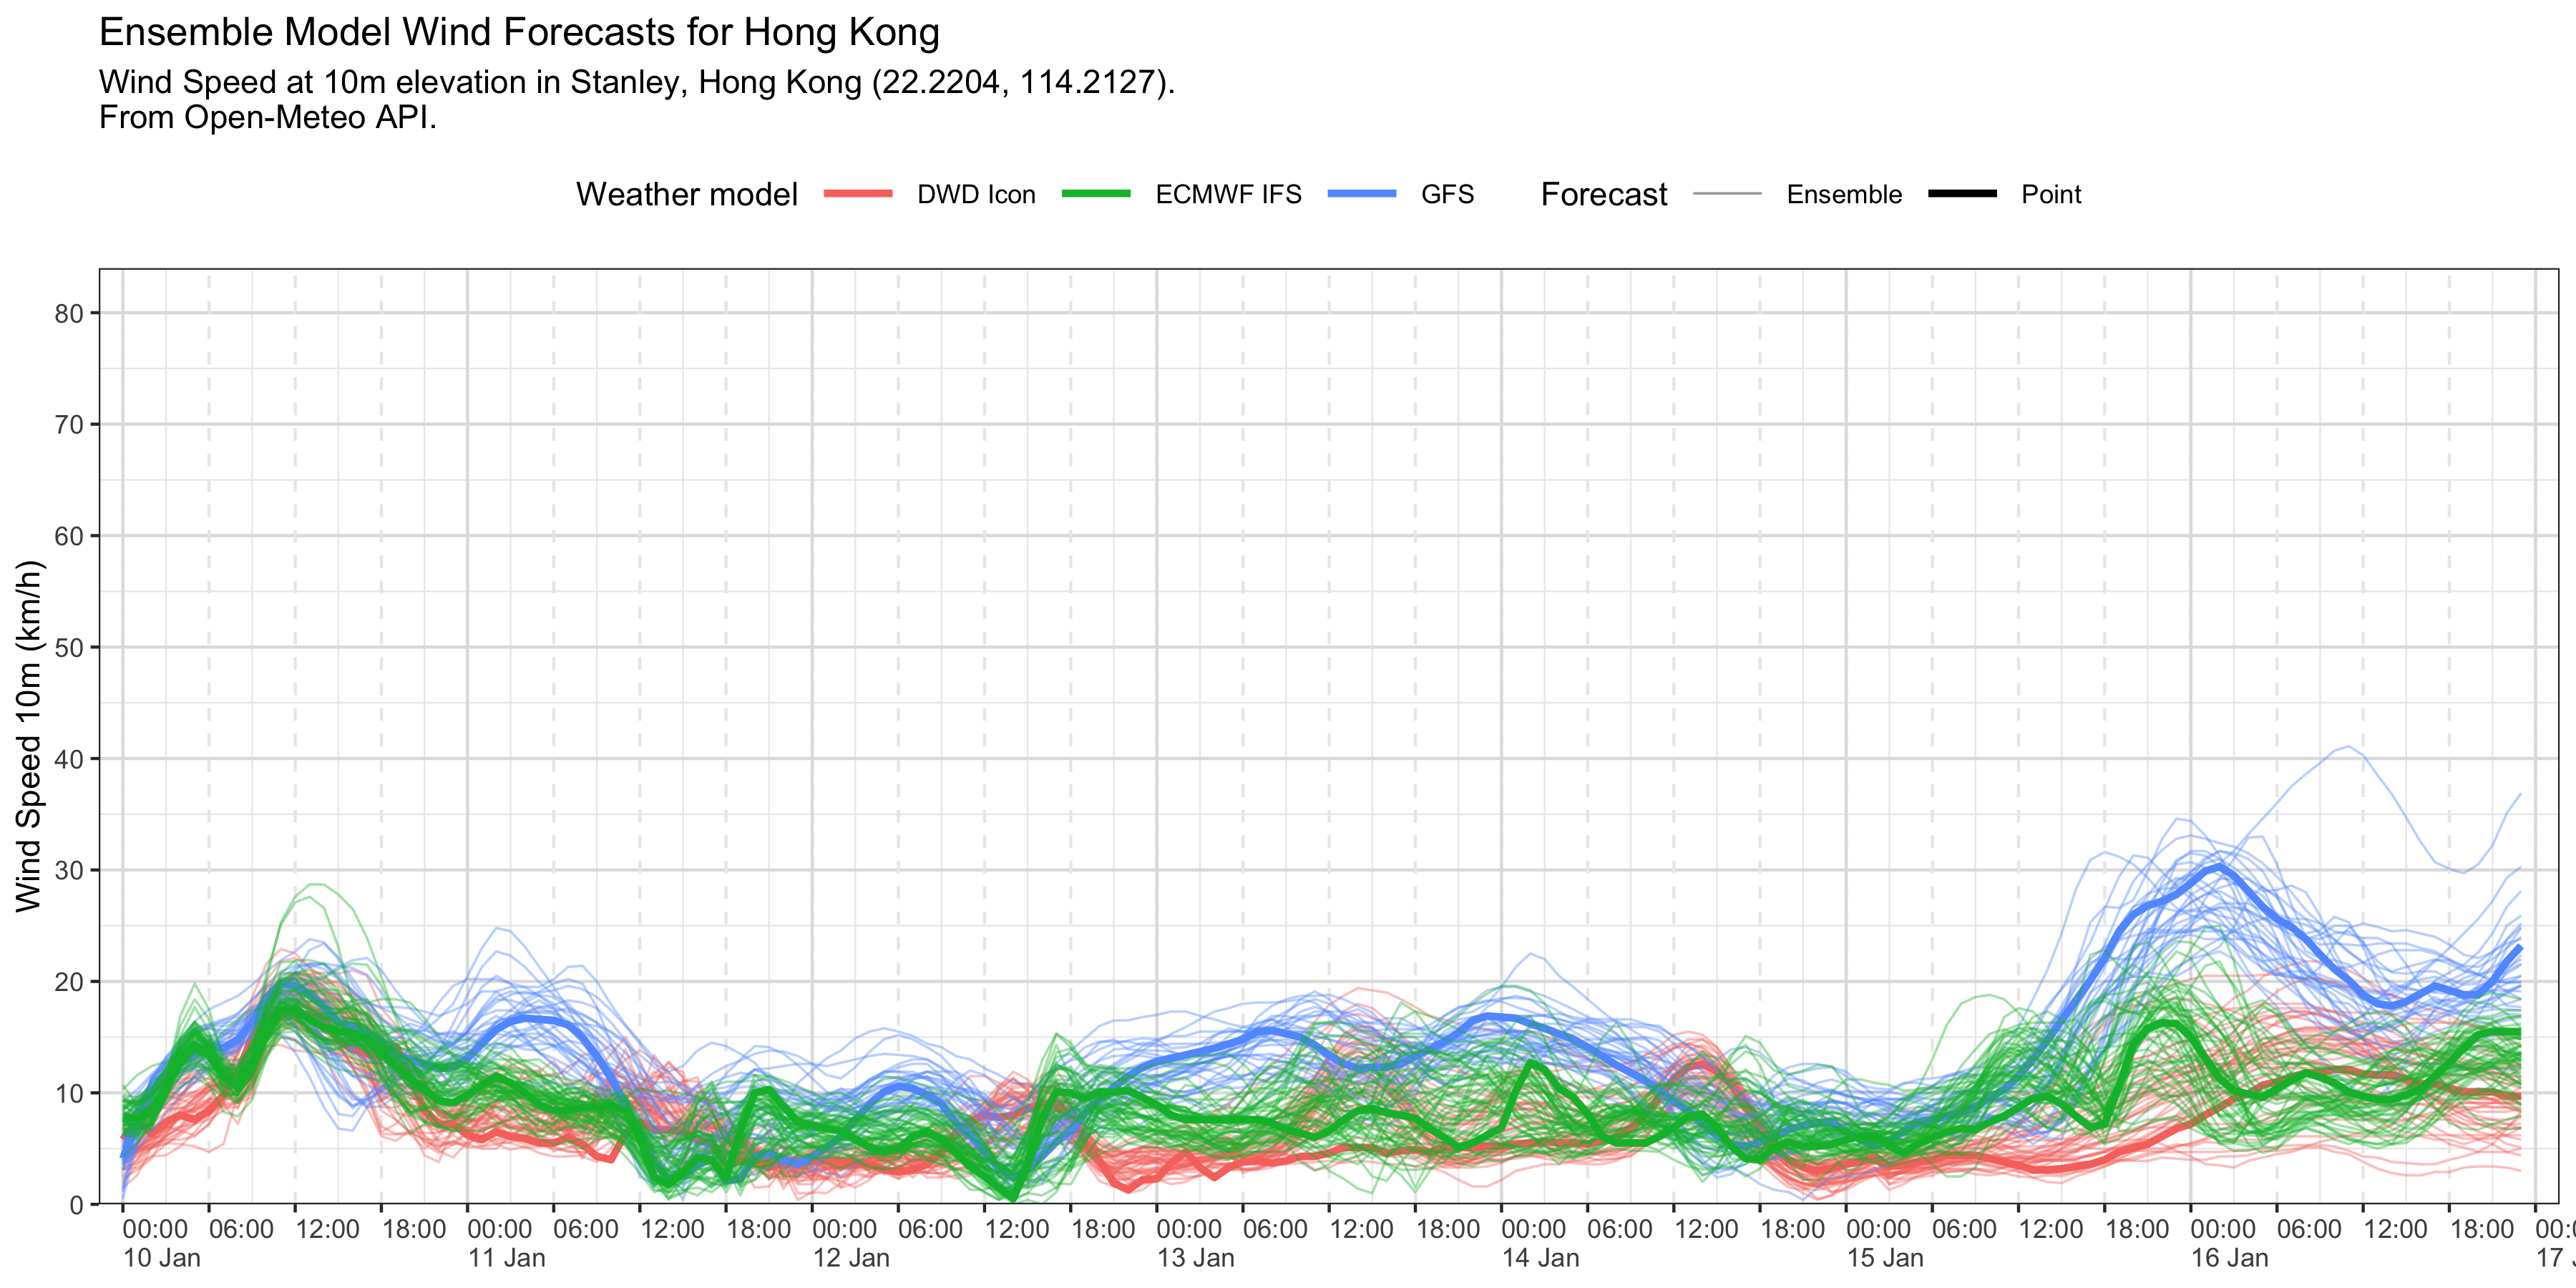 Ensemble Model Wind Forecasts for Hong Kong
Wind Speed at 10m elevation in Stanley, Hong Kong (22.2204, 114.2127).
From Open-Meteo API.
Weather model DWD Icon ECMWF IFS GFS Forecast Ensemble Point
Wind Speed 10m (km/h)
80
70
60
50
40
30
20
10
0
00:00 06:00 12:00 18:00 00:00 06:00 12:00 18:00 00:00 06:00 12:00 18:00 00:00 06:00 12:00 18:00 00:00 06:00 12:00 18:00 00:00 06:00 12:00 18:00 00:00 06:00 12:00 18:00
10 Jan 11 Jan 12 Jan 13 Jan 14 Jan 15 Jan 16 Jan 17